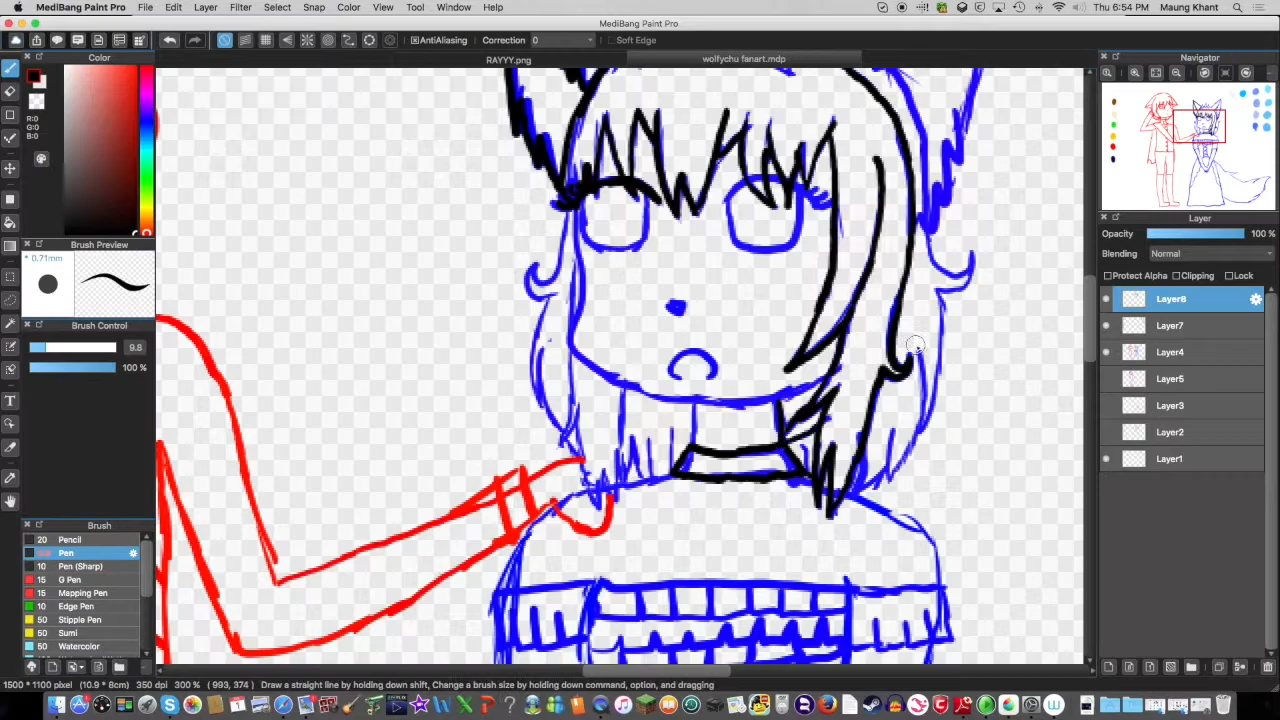 MediBang Paint Pro File Edit Layer Filter Select Snap Color View Tool Window Help
Thu 6:54 PM Maung Khant
MediBang Paint Pro
AntiAliasing Correction 0 Soft Edge
Color
RAYYY.png
wolfychu fanart.mdp
Navigator
R:0
G:0
B:0
Brush Preview
* 0.71mm
Brush Control
9.8
100 %
Layer
Opacity 100 %
Blending Normal
Protect Alpha Clipping Lock
Layer8
Layer7
Layer4
Layer5
Layer3
Layer2
Layer1
Brush
20 Pencil
Pen
10 Pen (Sharp)
15 G Pen
15 Mapping Pen
10 Edge Pen
50 Stipple Pen
50 Sumi
50 Watercolor
1500 * 1100 pixel (10.9 * 8cm) 350 dpi 300 % ( 993, 374 ) Draw a straight line by holding down shift, Change a brush size by holding down command, option, and dragging